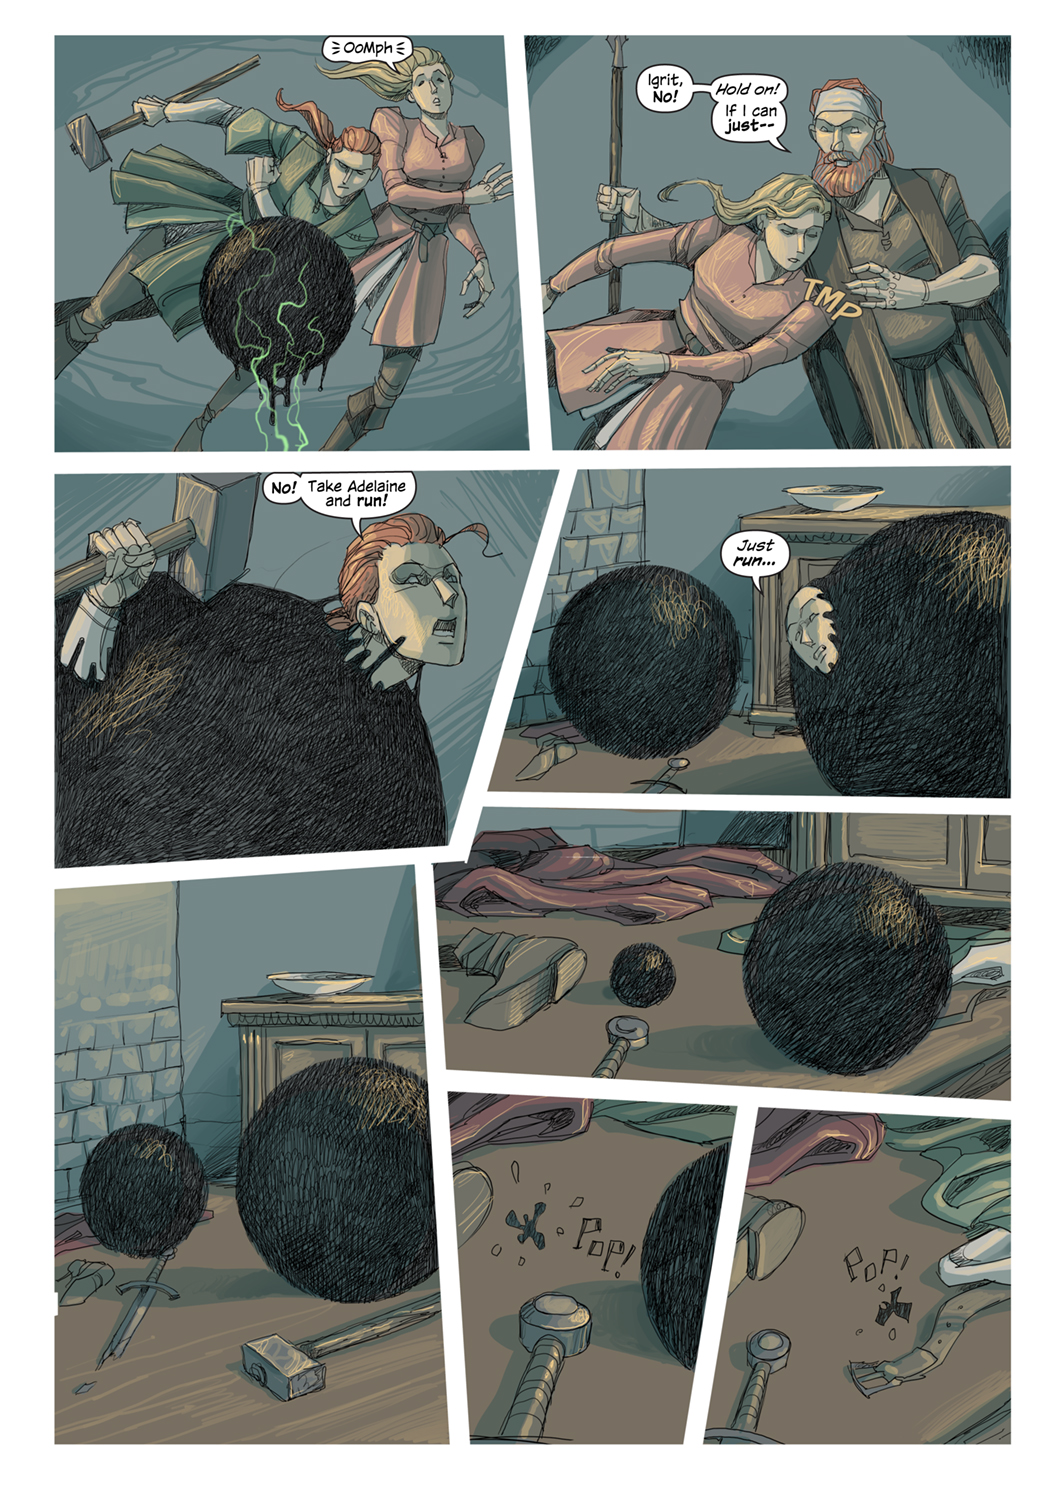 OoMph
Igrit,
No!
Hold on!
If I can
just--
TMP
No! Take Adelaine
and run!
Just
run...
PoP!
PoP!